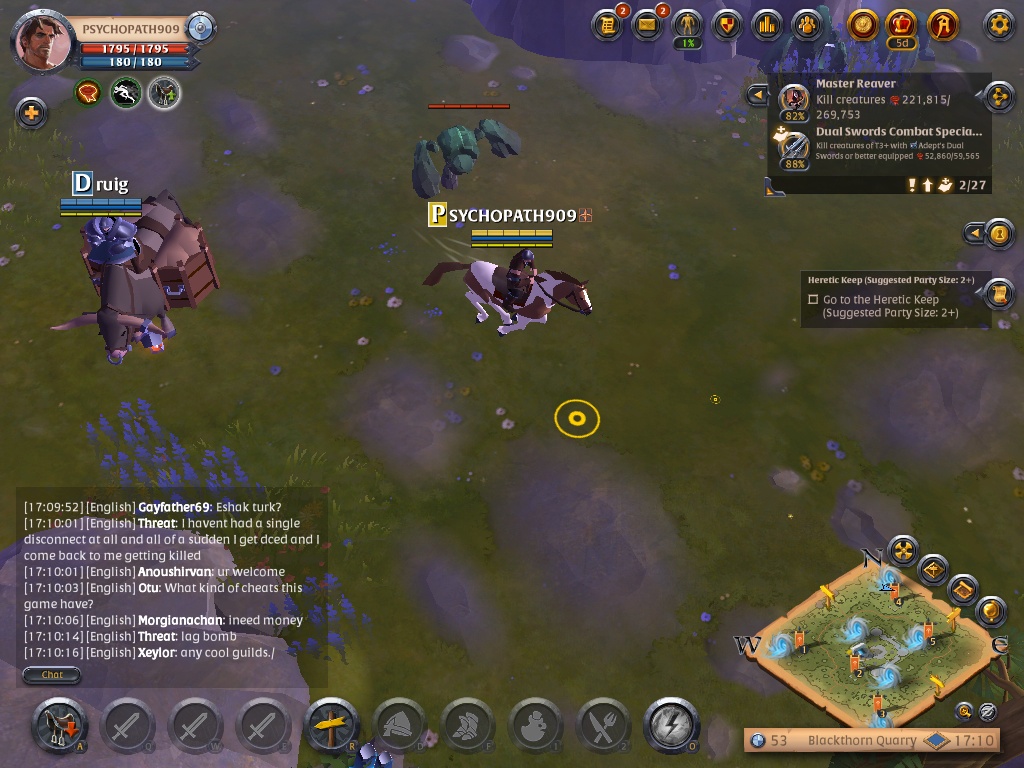 PSYCHOPATH909
1795 / 1795
180 / 180
2
2
1%
5d
Master Reaver
Kill creatures 221,815/
269,753
82%
Dual Swords Combat Specia...
Kill creatures of T3+ with Adept's Dual
Swords or better equipped 52,860/59,565
88%
2/27
Druig
PSYCHOPATH909
Heretic Keep (Suggested Party Size: 2+)
Go to the Heretic Keep
(Suggested Party Size: 2+)
[17:09:52] [English] Gayfather69: Eshak turk?
[17:10:01] [English] Threat: I havent had a single
disconnect at all and all of a sudden I get dced and I
come back to me getting killed
[17:10:01] [English] Anoushirvan: ur welcome
[17:10:03] [English] Otu: What kind of cheats this
game have?
[17:10:06] [English] Morgianachan: ineed money
[17:10:14] [English] Threat: lag bomb
[17:10:16] [English] Xeylor: any cool guilds./
Chat
A
Q
W
E
R
D
F
1
2
O
N
W
E
4
1
5
2
3
53 Blackthorn Quarry 17:10